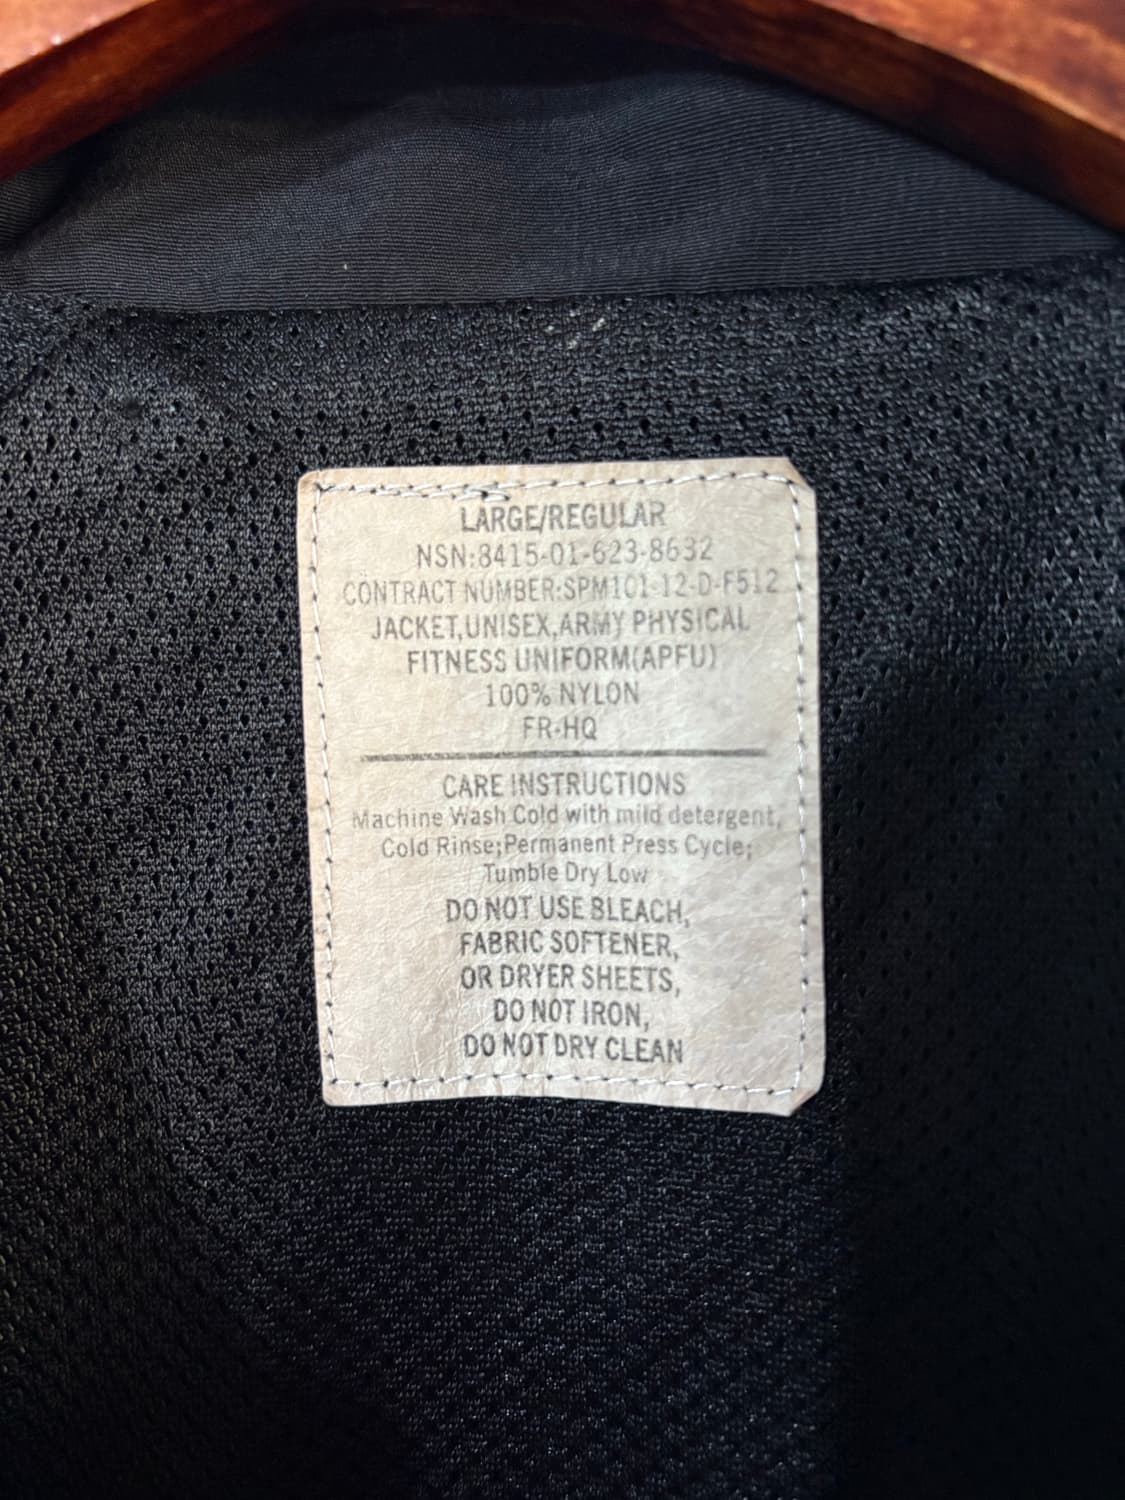 LARGE/REGULAR
NSN:8415-01-623-8632
CONTRACT NUMBER:SPM101-12-D-F512
JACKET,UNISEX,ARMY PHYSICAL
FITNESS UNIFORM(APFU)
100% NYLON
FR-HQ
CARE INSTRUCTIONS
Machine Wash Cold with mild detergent,
Cold Rinse;Permanent Press Cycle;
Tumble Dry Low
DO NOT USE BLEACH,
FABRIC SOFTENER,
OR DRYER SHEETS,
DO NOT IRON,
DO NOT DRY CLEAN